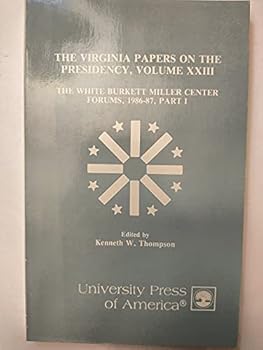 THE VIRGINIA PAPERS ON THE
PRESIDENCY, VOLUME XXIII
THE WHITE BURKETT MILLER CENTER
FORUMS, 1986-87, PART I
Edited by
Kenneth W. Thompson
University Press
of America®